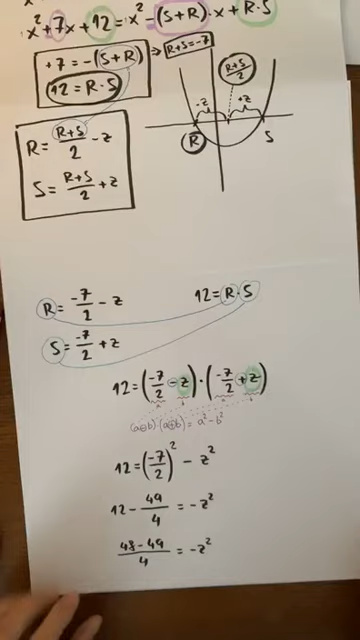 x² + 7x + 12 = x² - (S+R)·x + R·S
+7 = -(S+R)
R+S = -7
12 = R·S
R+S/2
-z
+z
R
S
R = R+S/2 - z
S = R+S/2 + z
R = -7/2 - z
12 = R·S
S = -7/2 + z
12 = (-7/2 - z)·(-7/2 + z)
a b a b
(a⊖b)·(a⊕b) = a² - b²
12 = (-7/2)² - z²
12 - 49/4 = -z²
48-49/4 = -z²